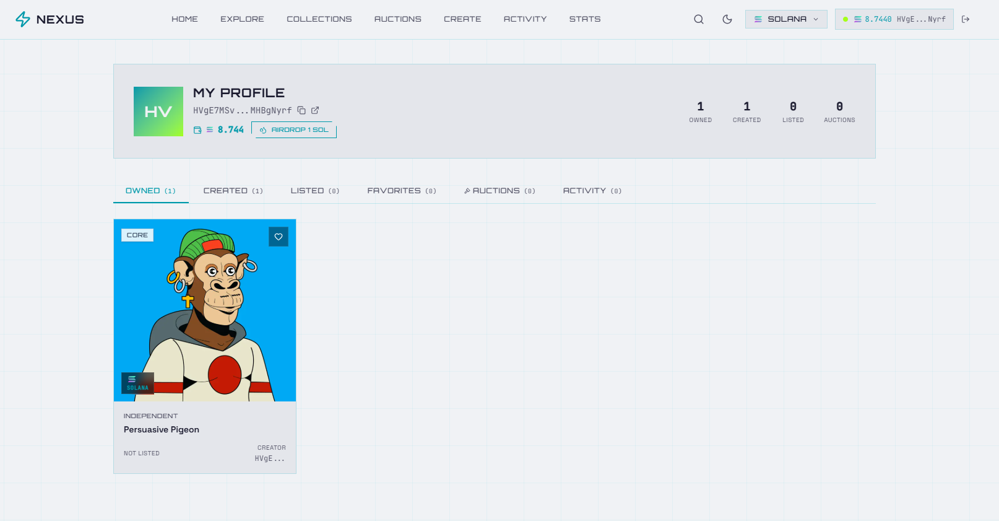 NEXUS
HOME EXPLORE COLLECTIONS AUCTIONS CREATE ACTIVITY STATS
SOLANA
8.7440 HVgE...Nyrf
HV
MY PROFILE
HVgE7MSv...MHBgNyrf
8.744
AIRDROP 1 SOL
1 1 0 0
OWNED CREATED LISTED AUCTIONS
OWNED (1) CREATED (1) LISTED (0) FAVORITES (0) AUCTIONS (0) ACTIVITY (0)
CORE
SOLANA
INDEPENDENT
Persuasive Pigeon
NOT LISTED
CREATOR
HVgE...